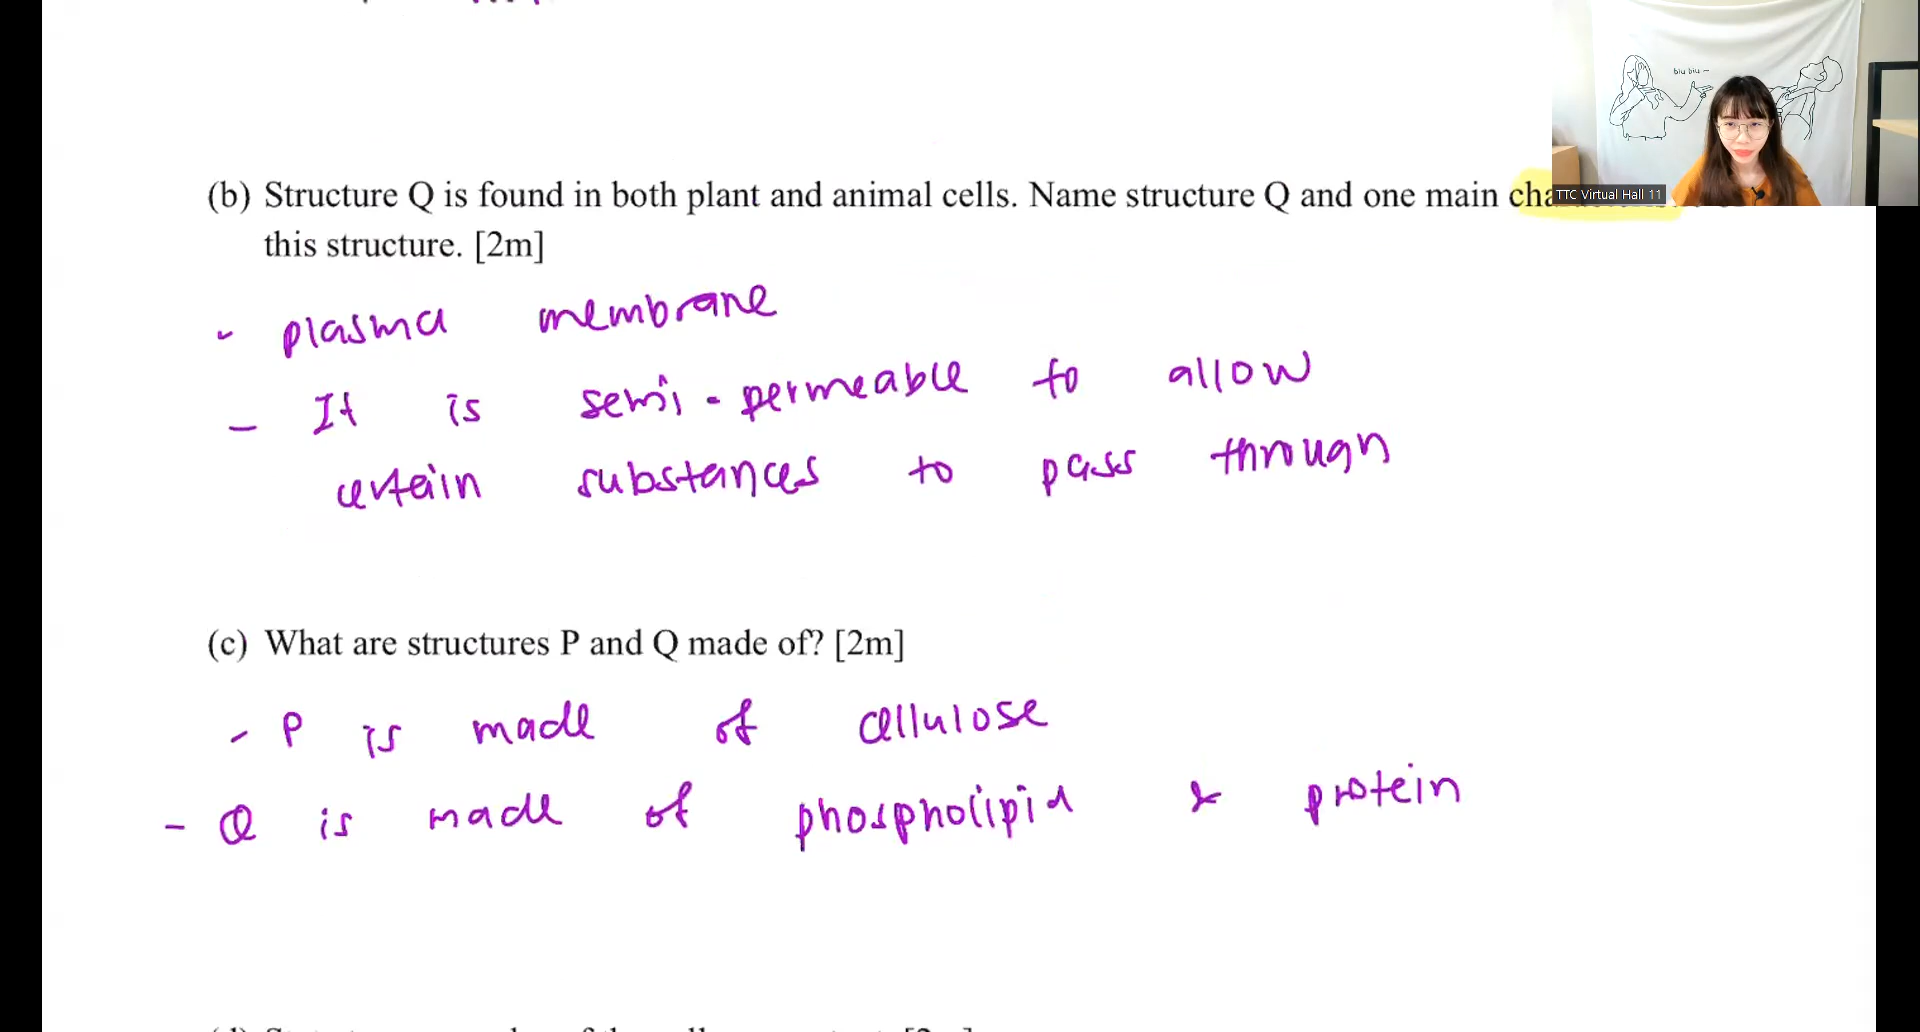 biu biu ~
TTC Virtual Hall 11
(b) Structure Q is found in both plant and animal cells. Name structure Q and one main
this structure. [2m]
- plasma membrane
- It is semi-permeable to allow
certain substances to pass through
(c) What are structures P and Q made of? [2m]
- P is made of cellulose
- Q is made of phospholipid & protein